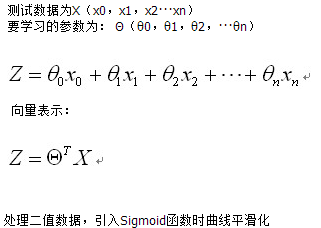 测试数据为X（x0，x1，x2···xn）
要学习的参数为： Θ（θ0，θ1，θ2，···θn）
Z = θ₀x₀ + θ₁x₁ + θ₂x₂ + ··· + θₙxₙ↵
向量表示：
Z = Θᵀ X↵
处理二值数据，引入Sigmoid函数时曲线平滑化